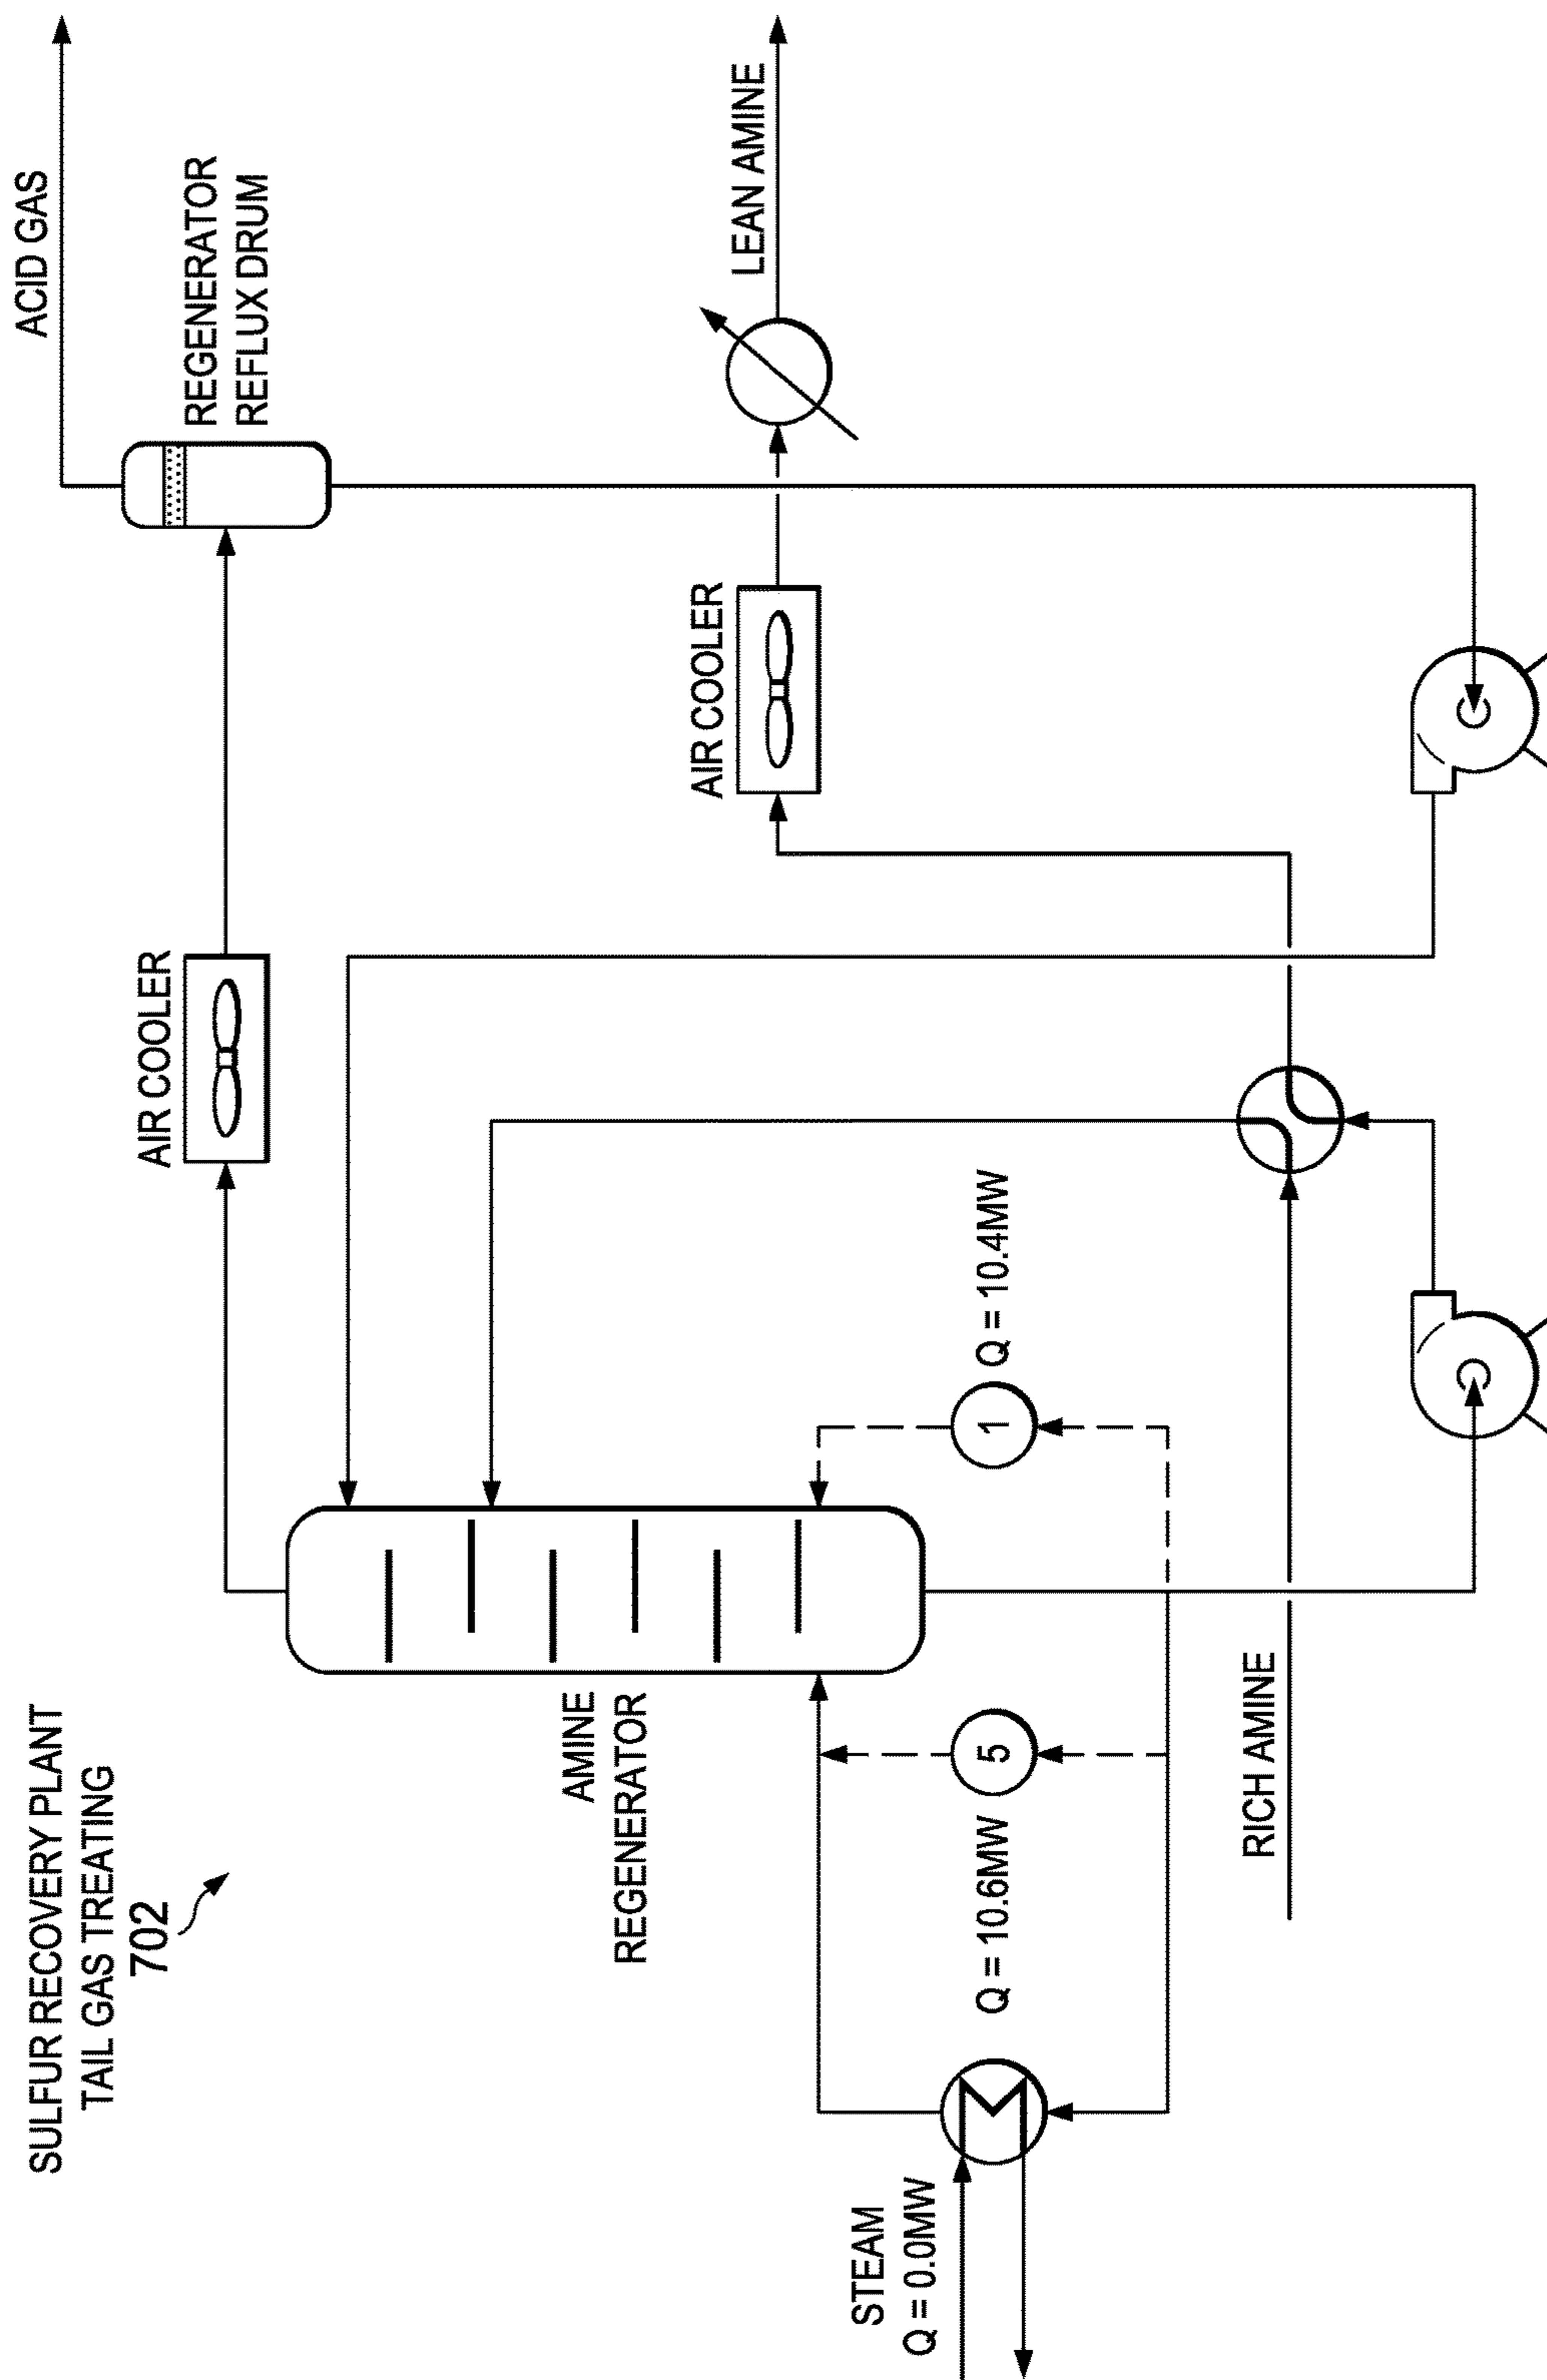 SULFUR RECOVERY PLANT
TAIL GAS TREATING
702
AIR COOLER
ACID GAS
REGENERATOR
REFLUX DRUM
AMINE
REGENERATOR
AIR COOLER
LEAN AMINE
STEAM
Q = 0.0MW
Q = 10.6MW
5
1
Q = 10.4MW
RICH AMINE